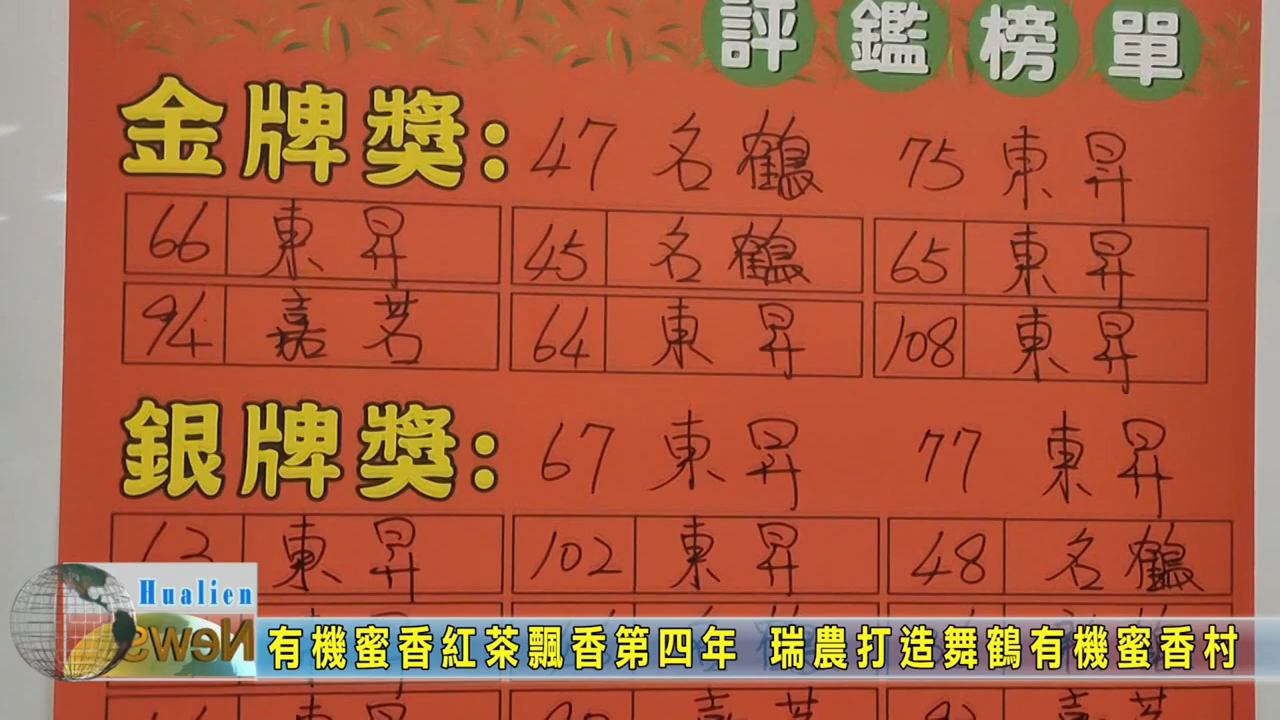 評鑑榜單
金牌獎: 47 名鶴 75 東昇
66 東昇 45 名鶴 65 東昇
94 嘉茗 64 東昇 108 東昇
銀牌獎: 67 東昇 77 東昇
13 東昇 102 東昇 48 名鶴
Hualien
News
有機蜜香紅茶飄香第四年 瑞農打造舞鶴有機蜜香村